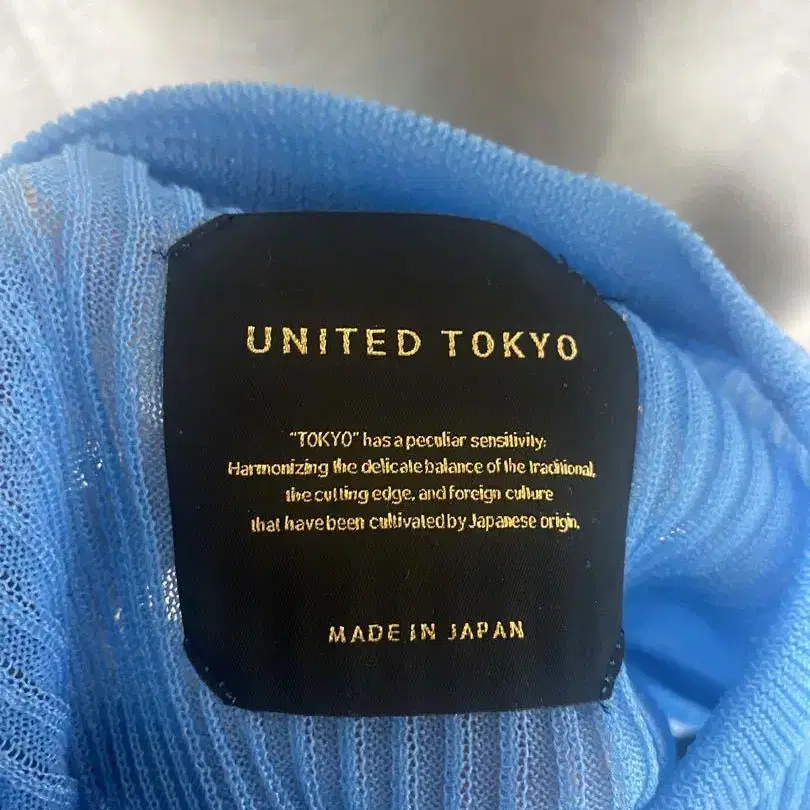 UNITED TOKYO
"TOKYO" has a peculiar sensitivity:
Harmonizing the delicate balance of the traditional,
the cutting edge, and foreign culture
that have been cultivated by Japanese origin.
MADE IN JAPAN